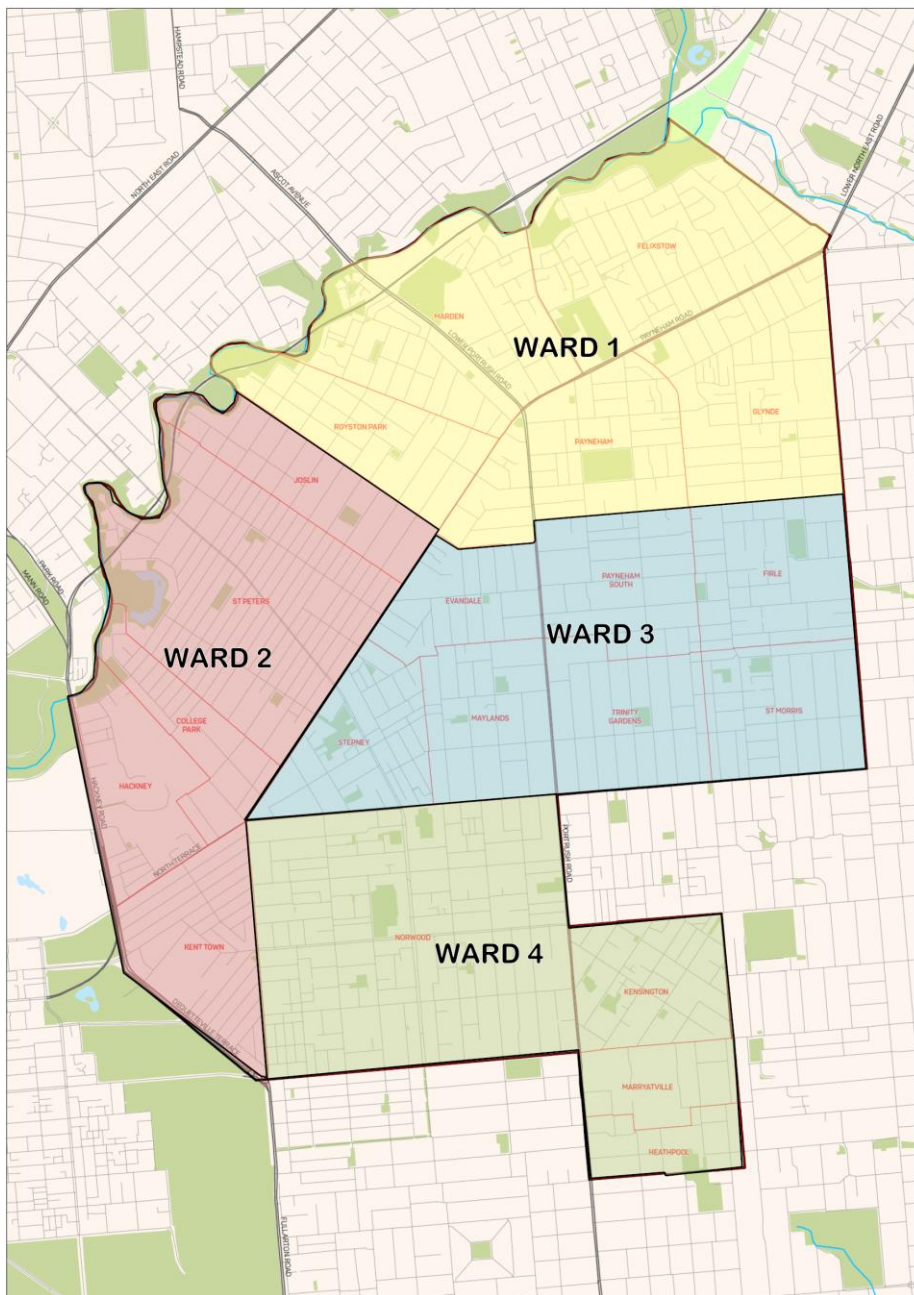 HAMPSTEAD ROAD
NORTH EAST ROAD
ASCOT AVENUE
LOWER NORTH EAST ROAD
FELIXSTOW
MARDEN
LOWER PORTRUSH ROAD
PAYNEHAM ROAD
WARD 1
ROYSTON PARK
GLYNDE
PAYNEHAM
JOSLIN
PARK ROAD
MANN ROAD
ST PETERS
EVANDALE
PAYNEHAM
SOUTH
FIRLE
WARD 2
WARD 3
COLLEGE
PARK
STEPNEY
MAYLANDS
TRINITY
GARDENS
ST MORRIS
HACKNEY
HACKNEY ROAD
NORTH TERRACE
PORTRUSH ROAD
KENT TOWN
NORWOOD
WARD 4
KENSINGTON
DEQUETTEVILLE TERRACE
MARRYATVILLE
HEATHPOOL
FULLARTON ROAD